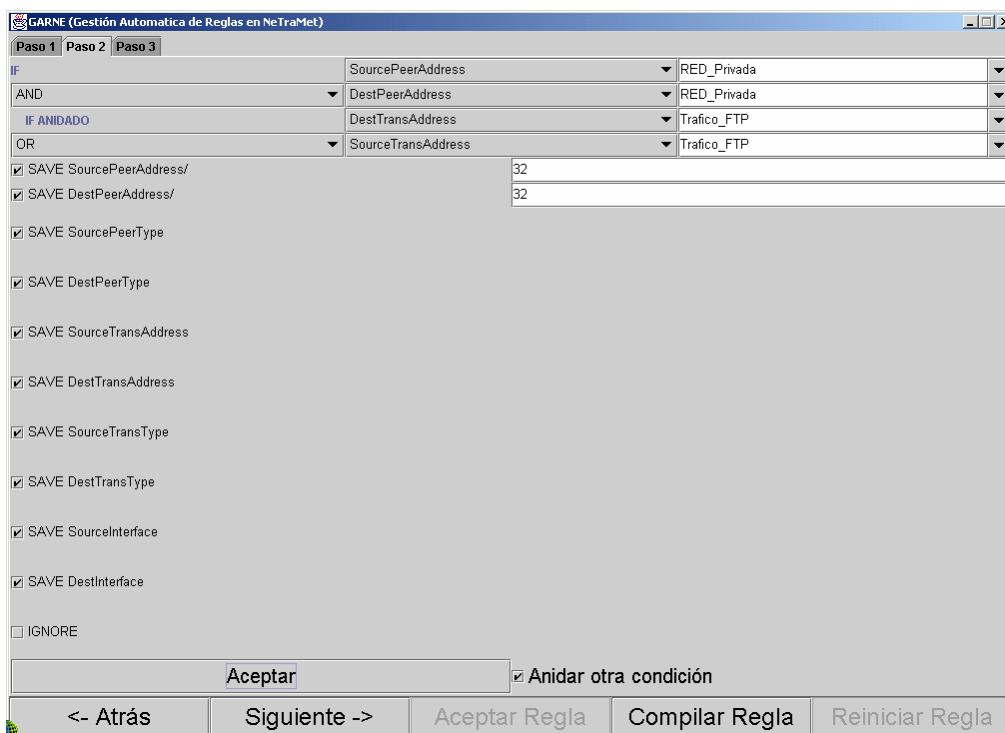 GARNE (Gestión Automatica de Reglas en NeTraMet)
Paso 1 Paso 2 Paso 3
IF SourcePeerAddress RED_Privada
AND DestPeerAddress RED_Privada
IF ANIDADO DestTransAddress Trafico_FTP
OR SourceTransAddress Trafico_FTP
SAVE SourcePeerAddress/ 32
SAVE DestPeerAddress/ 32
SAVE SourcePeerType
SAVE DestPeerType
SAVE SourceTransAddress
SAVE DestTransAddress
SAVE SourceTransType
SAVE DestTransType
SAVE SourceInterface
SAVE DestInterface
IGNORE
Aceptar Anidar otra condición
<- Atrás Siguiente -> Aceptar Regla Compilar Regla Reiniciar Regla